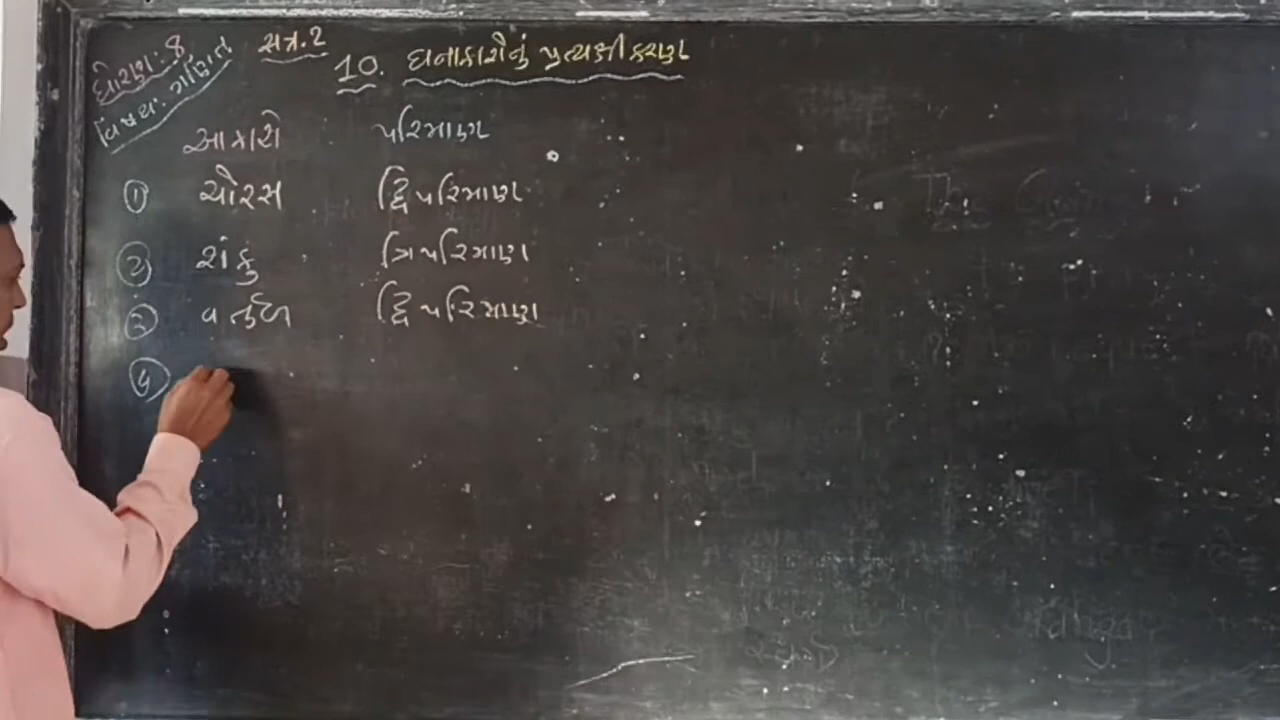 ધોરણ: 8
વિષય: ગણિત
સત્ર. 2
10. ઘનાકારોનું પ્રત્યક્ષીકરણ
આકારો પરિમાણ
① ચોરસ દ્વિપરિમાણ
② શંકુ ત્રિપરિમાણ
③ વર્તુળ દ્વિપરિમાણ
④